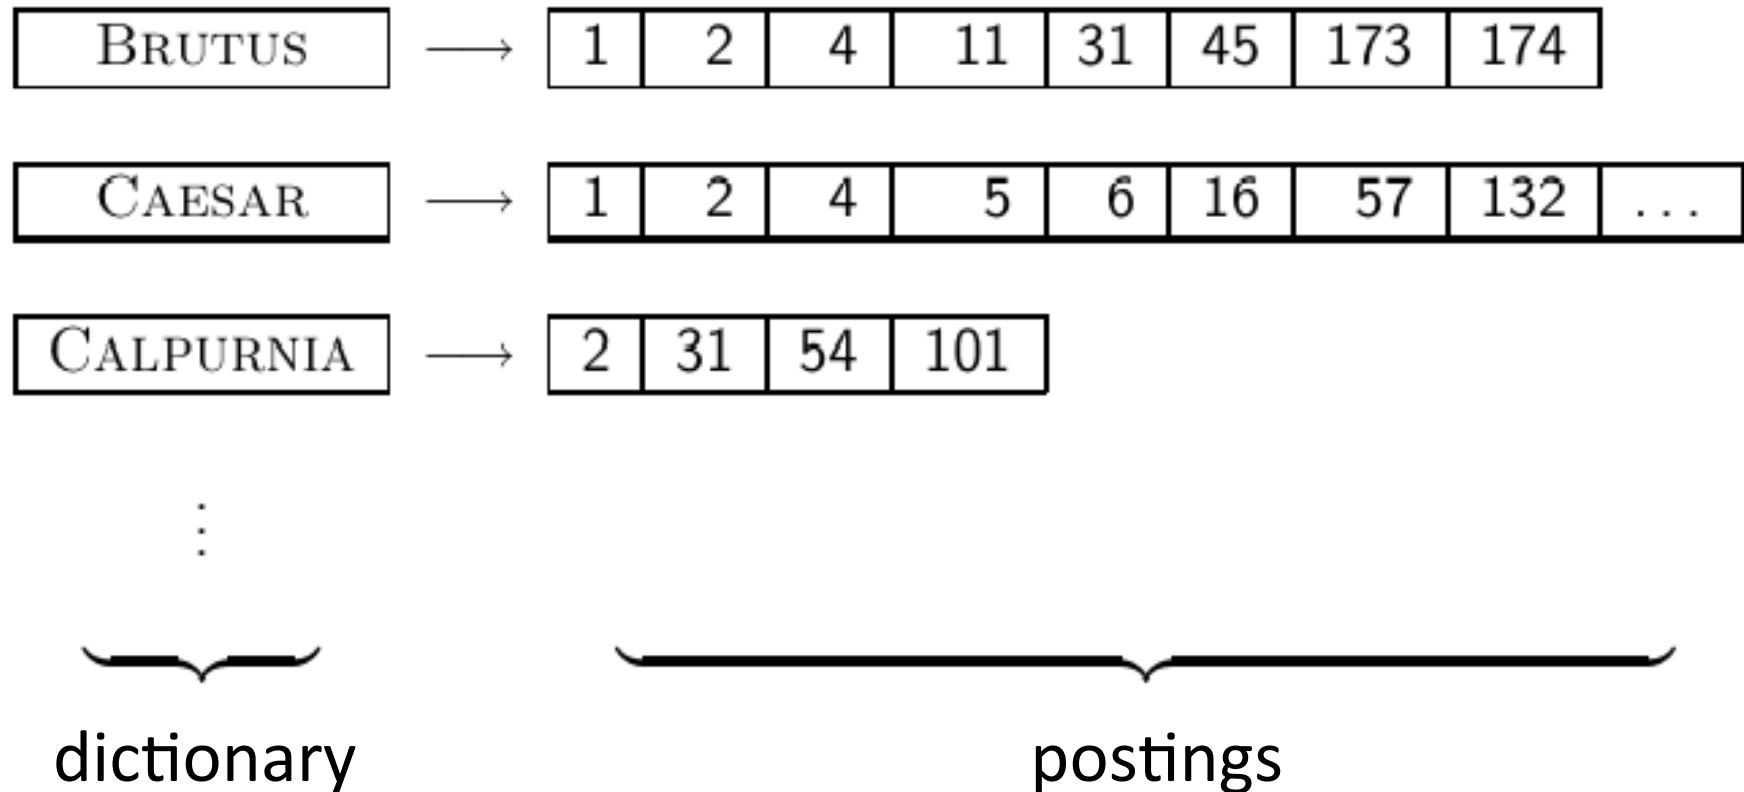 BRUTUS → 1 2 4 11 31 45 173 174
CAESAR → 1 2 4 5 6 16 57 132 ...
CALPURNIA → 2 31 54 101
⋮
dictionary postings